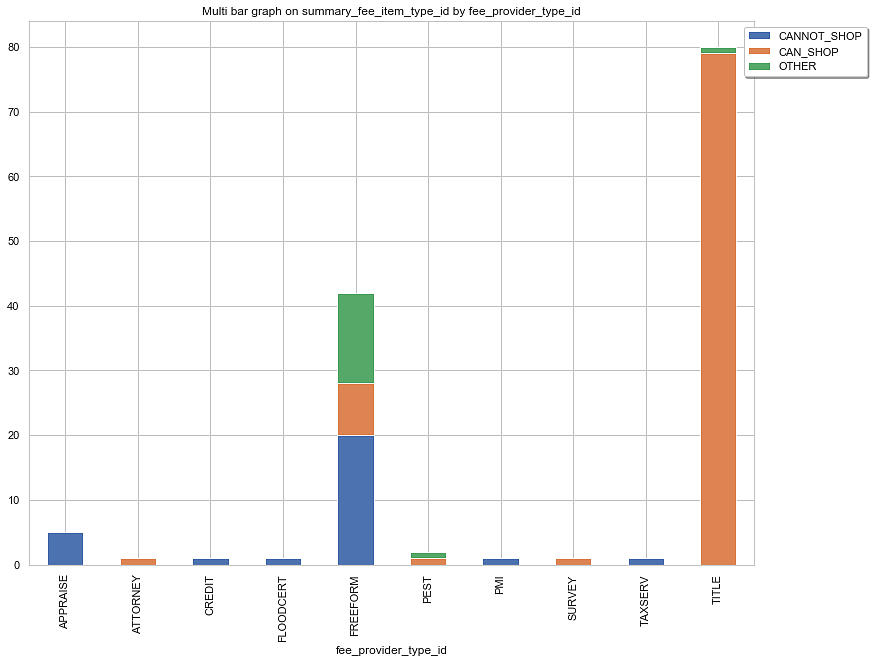 Multi bar graph on summary_fee_item_type_id by fee_provider_type_id
CANNOT_SHOP
CAN_SHOP
OTHER
80
70
60
50
40
30
20
10
0
APPRAISE
ATTORNEY
CREDIT
FLOODCERT
FREEFORM
PEST
PMI
SURVEY
TAXSERV
TITLE
fee_provider_type_id